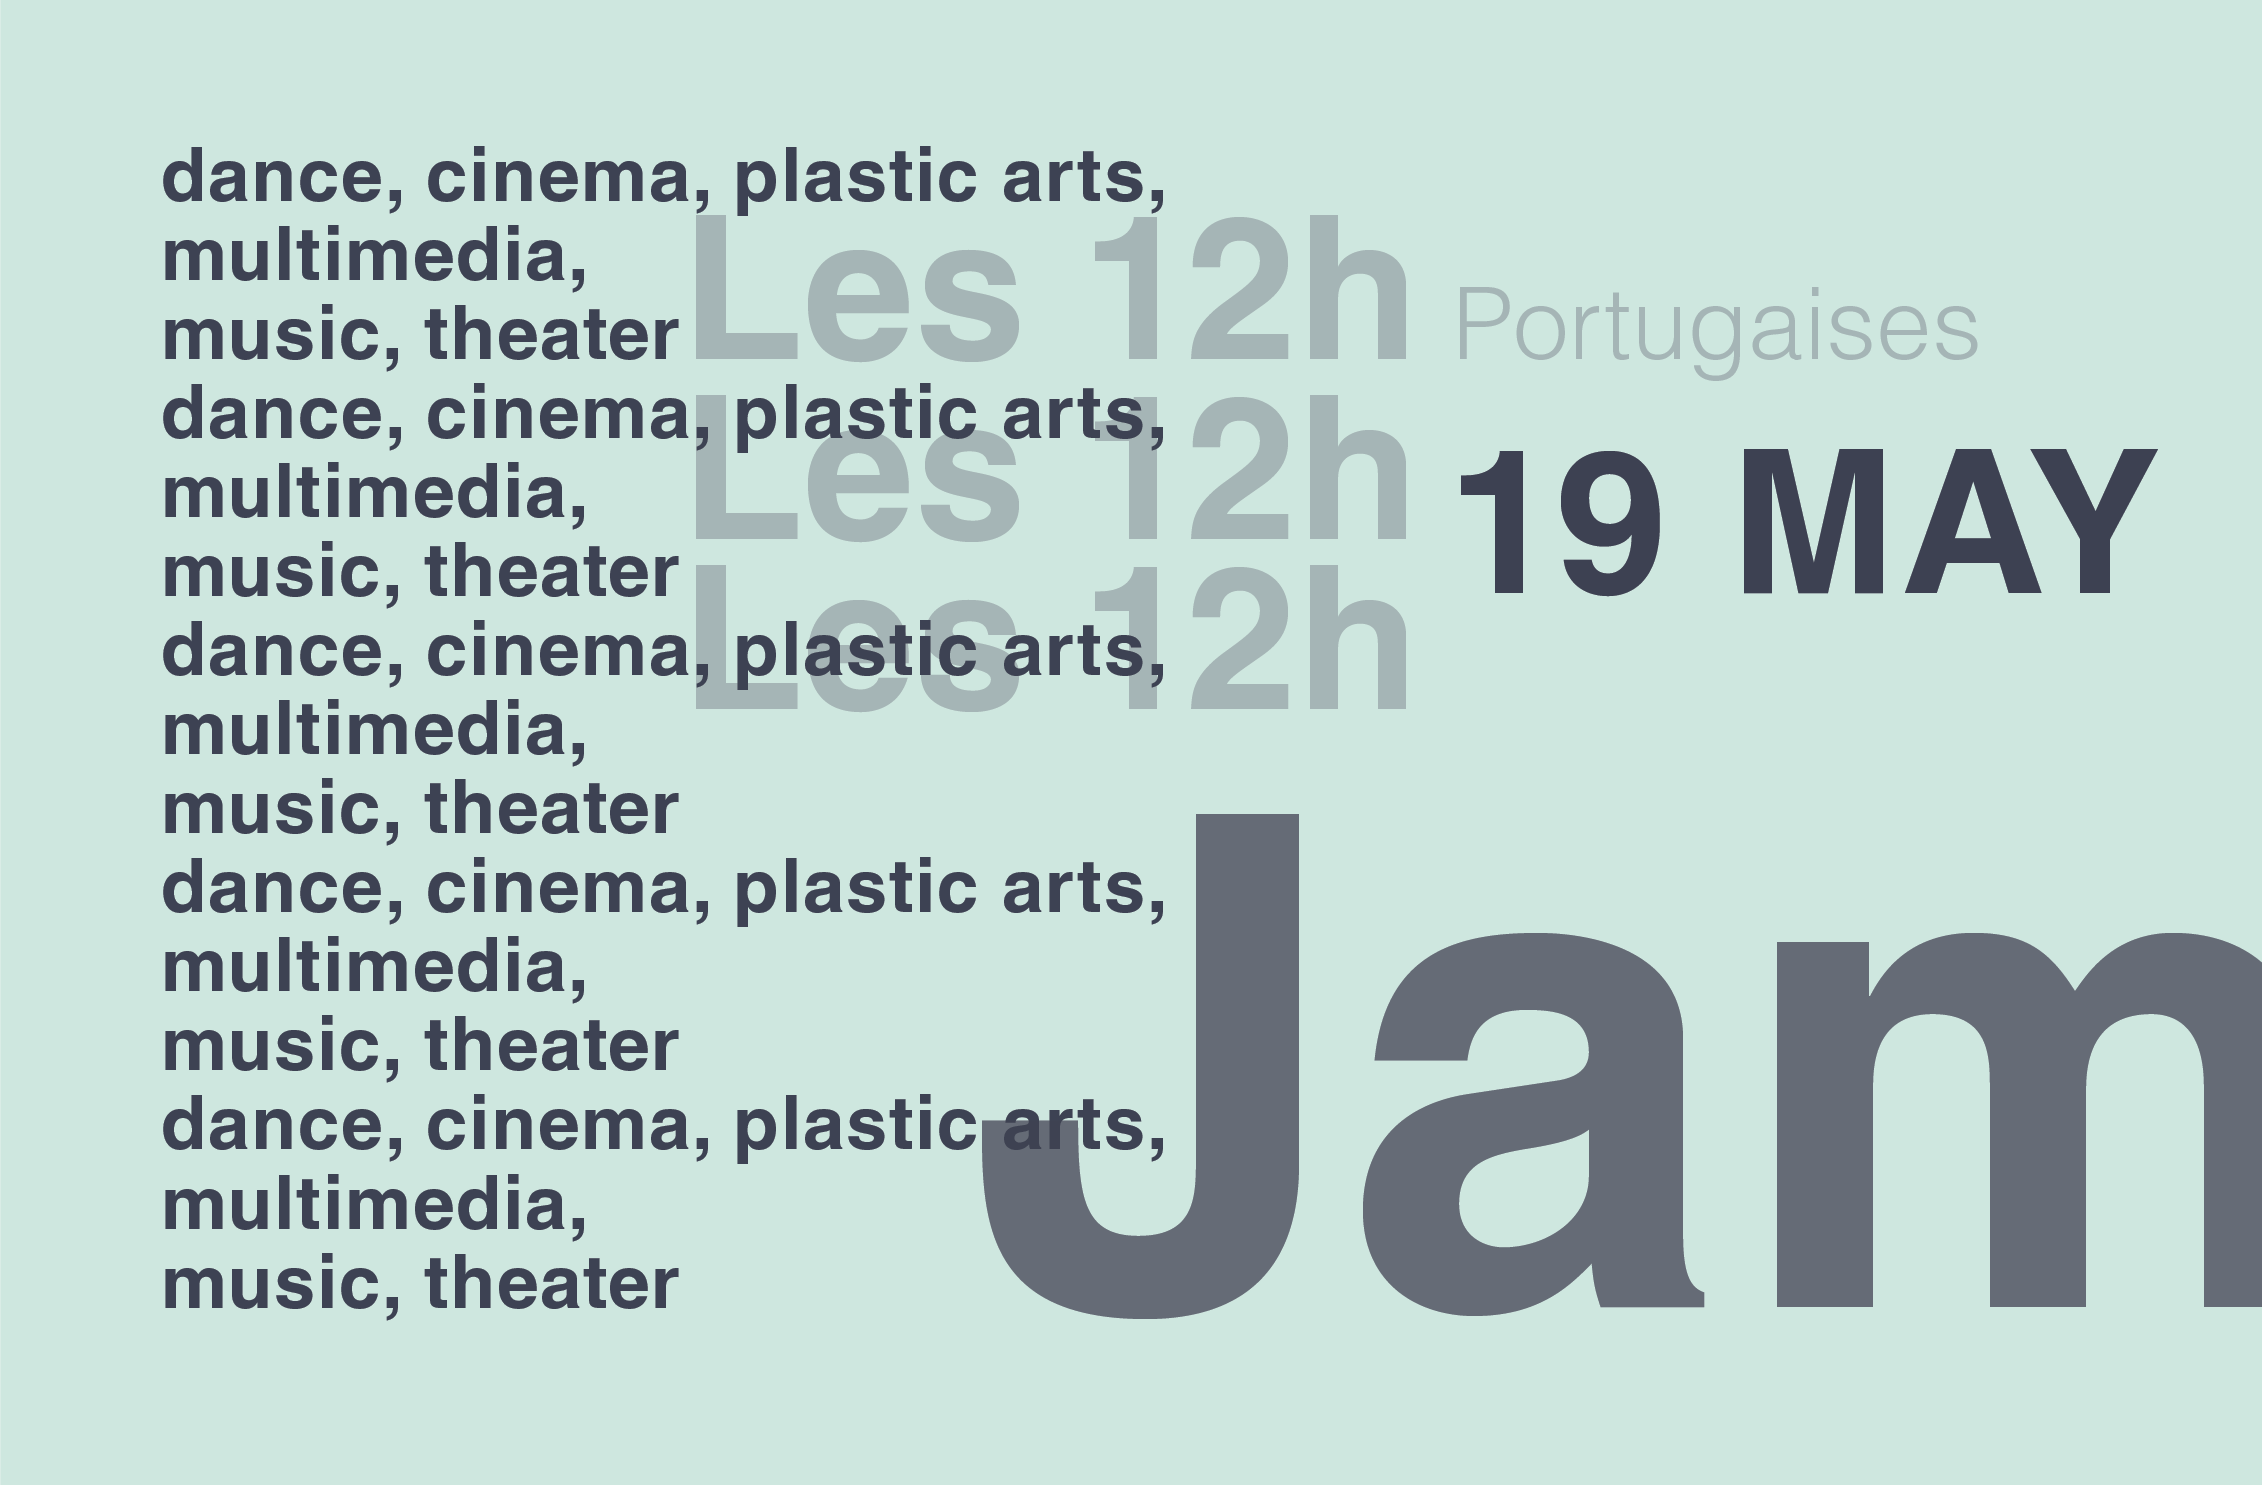 dance, cinema, plastic arts,
multimedia,
music, theater
dance, cinema, plastic arts,
multimedia,
music, theater
dance, cinema, plastic arts,
multimedia,
music, theater
dance, cinema, plastic arts,
multimedia,
music, theater
dance, cinema, plastic arts,
multimedia,
music, theater
Les 12h Portugaises
Les 12h
Les 12h
19 MAY
Jam